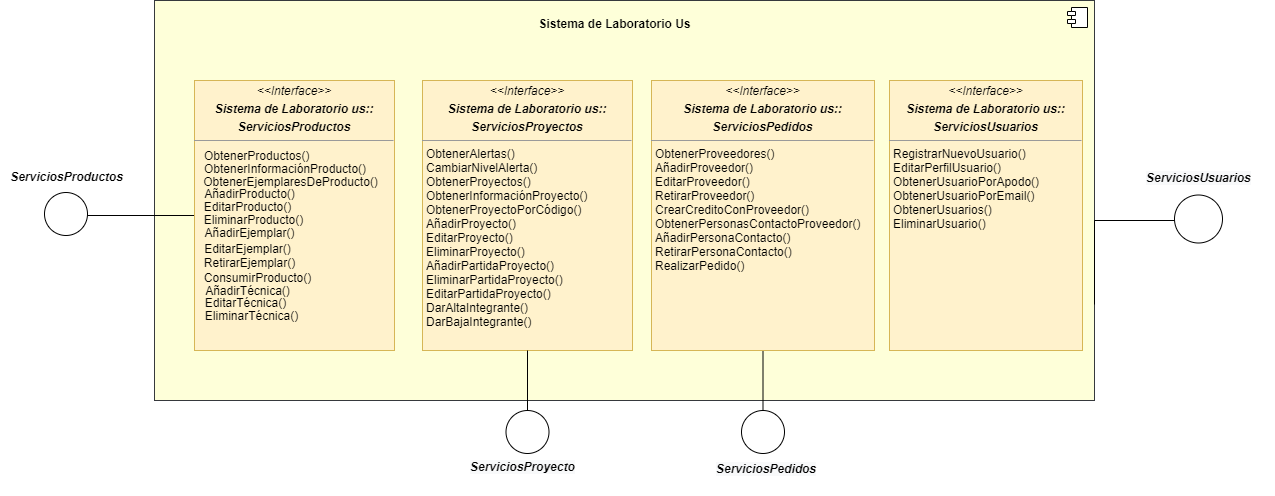 Sistema de Laboratorio Us
<<Interface>>
Sistema de Laboratorio us::
ServiciosProductos
ObtenerProductos()
ObtenerInformaciónProducto()
ObtenerEjemplaresDeProducto()
AñadirProducto()
EditarProducto()
EliminarProducto()
AñadirEjemplar()
EditarEjemplar()
RetirarEjemplar()
ConsumirProducto()
AñadirTécnica()
EditarTécnica()
EliminarTécnica()
<<Interface>>
Sistema de Laboratorio us::
ServiciosProyectos
ObtenerAlertas()
CambiarNivelAlerta()
ObtenerProyectos()
ObtenerInformaciónProyecto()
ObtenerProyectoPorCódigo()
AñadirProyecto()
EditarProyecto()
EliminarProyecto()
AñadirPartidaProyecto()
EliminarPartidaProyecto()
EditarPartidaProyecto()
DarAltaIntegrante()
DarBajaIntegrante()
<<Interface>>
Sistema de Laboratorio us::
ServiciosPedidos
ObtenerProveedores()
AñadirProveedor()
EditarProveedor()
RetirarProveedor()
CrearCreditoConProveedor()
ObtenerPersonasContactoProveedor()
AñadirPersonaContacto()
RetirarPersonaContacto()
RealizarPedido()
<<Interface>>
Sistema de Laboratorio us::
ServiciosUsuarios
RegistrarNuevoUsuario()
EditarPerfilUsuario()
ObtenerUsuarioPorApodo()
ObtenerUsuarioPorEmail()
ObtenerUsuarios()
EliminarUsuario()
ServiciosProductos
ServiciosUsuarios
ServiciosProyecto
ServiciosPedidos